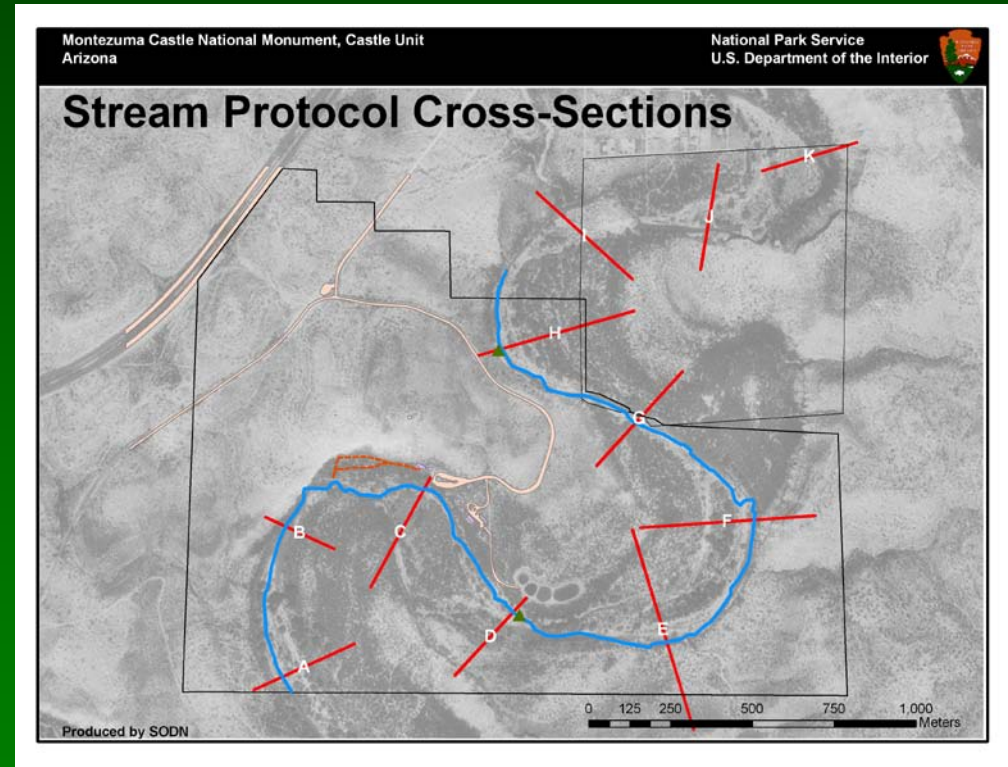 Montezuma Castle National Monument, Castle Unit
Arizona
National Park Service
U.S. Department of the Interior
Stream Protocol Cross-Sections
K
J
I
H
G
F
B
C
E
D
A
0 125 250 500 750 1,000
Meters
Produced by SODN